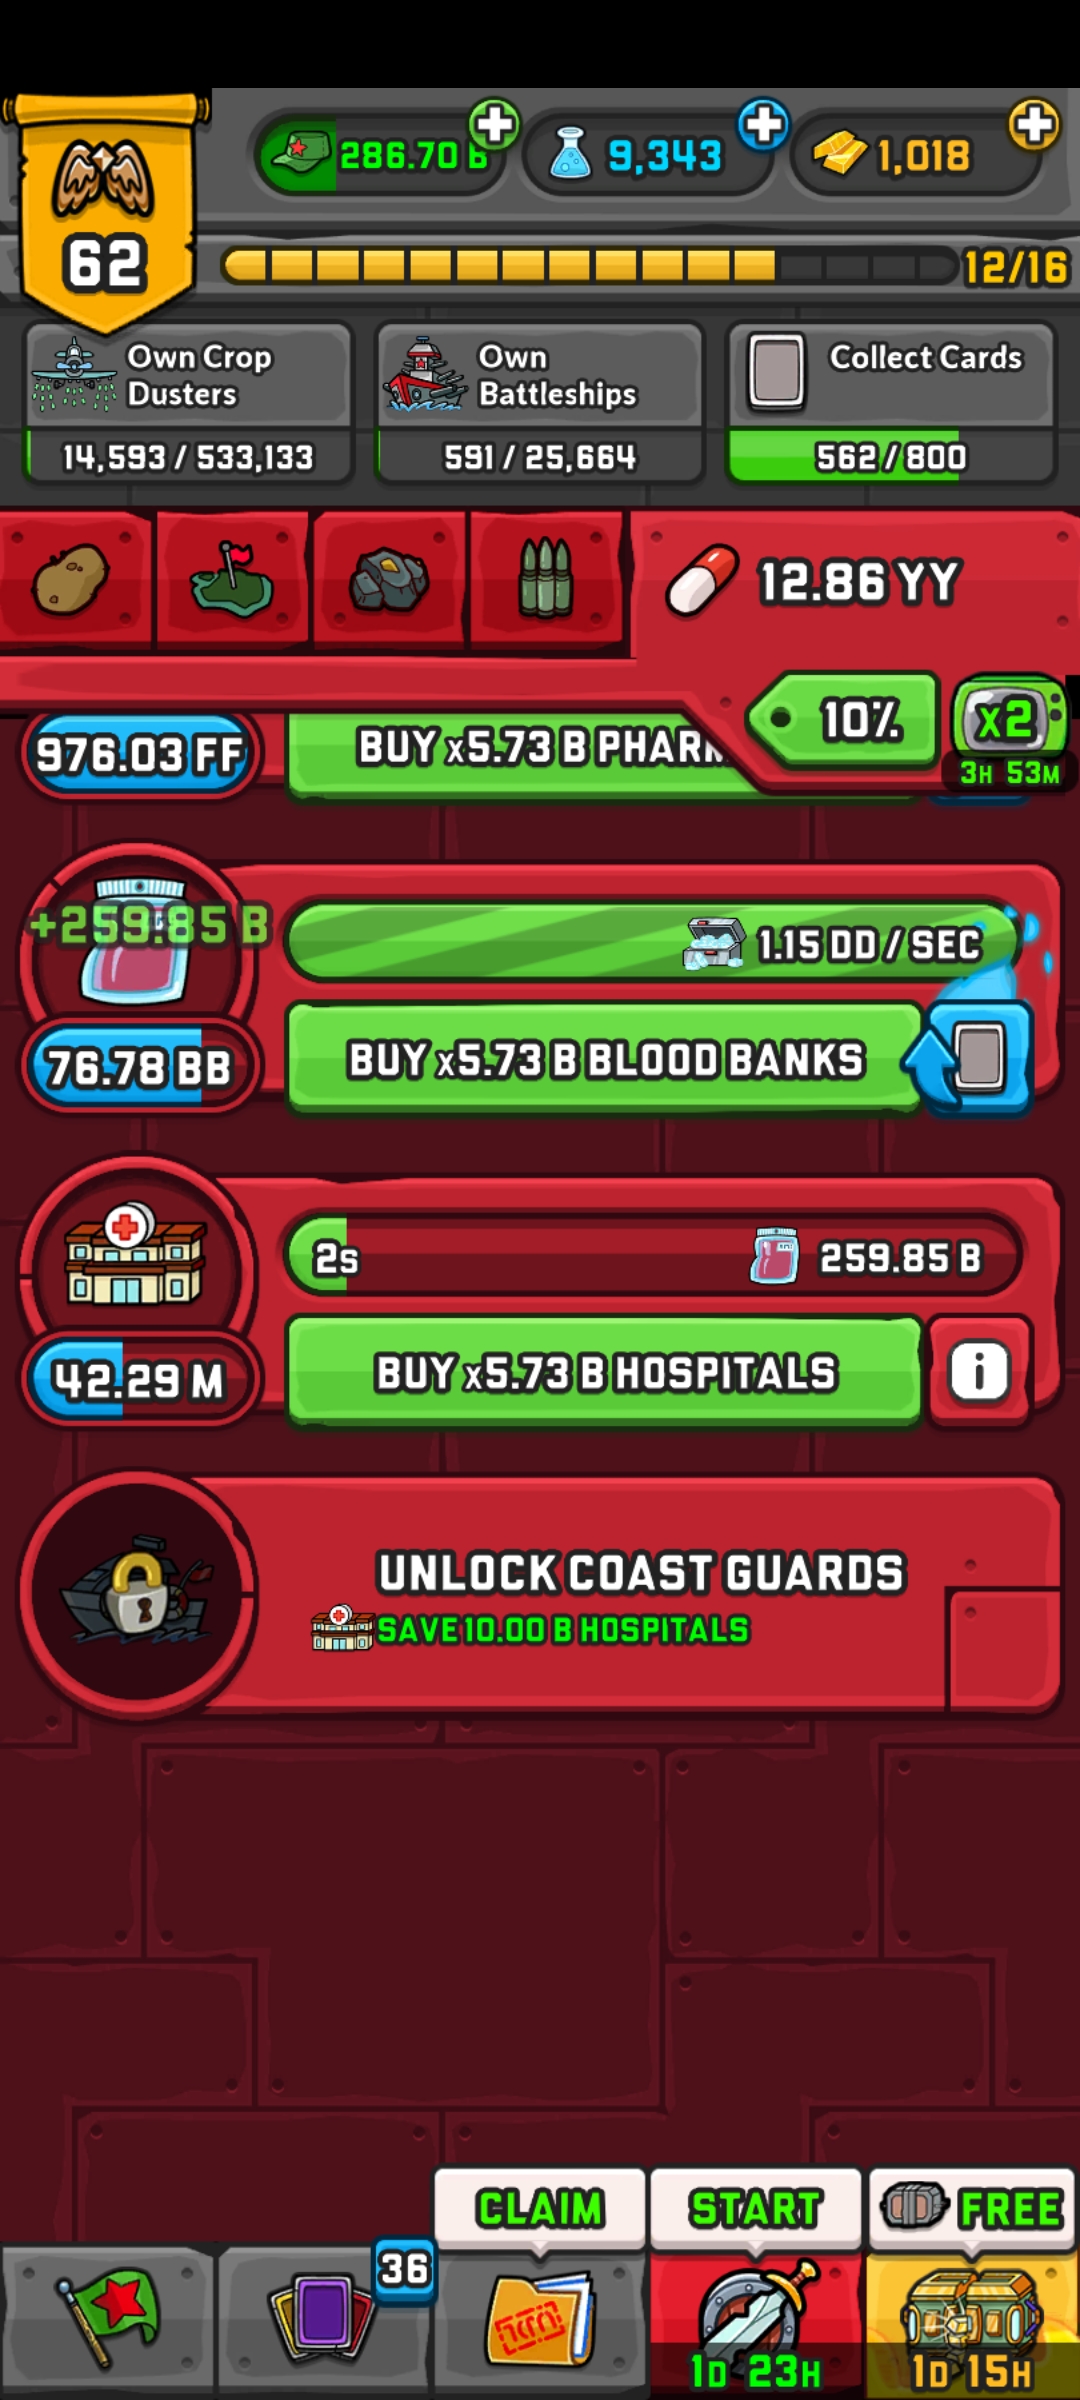 62
286.70 B
9,343
1,018
12/16
Own Crop
Dusters
14,593 / 533,133
Own
Battleships
591 / 25,664
Collect Cards
562 / 800
12.86 YY
10%
x2
3H 53M
976.03 FF
BUY x5.73 B PHARM
+259.85 B
1.15 DD / SEC
76.78 BB
BUY x5.73 B BLOOD BANKS
2s
259.85 B
42.29 M
BUY x5.73 B HOSPITALS
i
UNLOCK COAST GUARDS
SAVE 10.00 B HOSPITALS
CLAIM
START
FREE
36
1D 23H
1D 15H